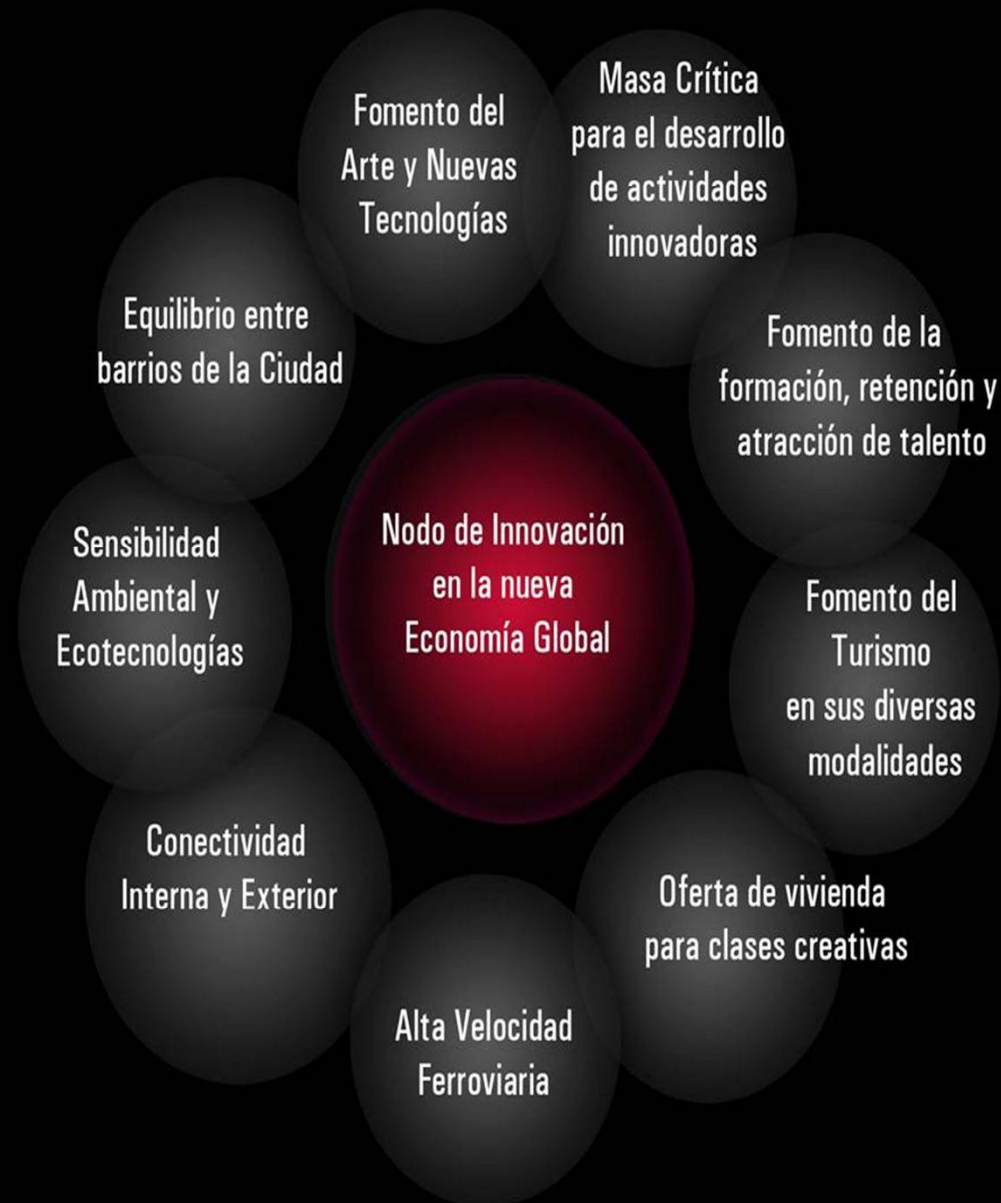 Fomento del
Arte y Nuevas
Tecnologías
Masa Crítica
para el desarrollo
de actividades
innovadoras
Fomento de la
formación, retención y
atracción de talento
Fomento del
Turismo
en sus diversas
modalidades
Oferta de vivienda
para clases creativas
Alta Velocidad
Ferroviaria
Conectividad
Interna y Exterior
Sensibilidad
Ambiental y
Ecotecnologías
Equilibrio entre
barrios de la Ciudad
Nodo de Innovación
en la nueva
Economía Global